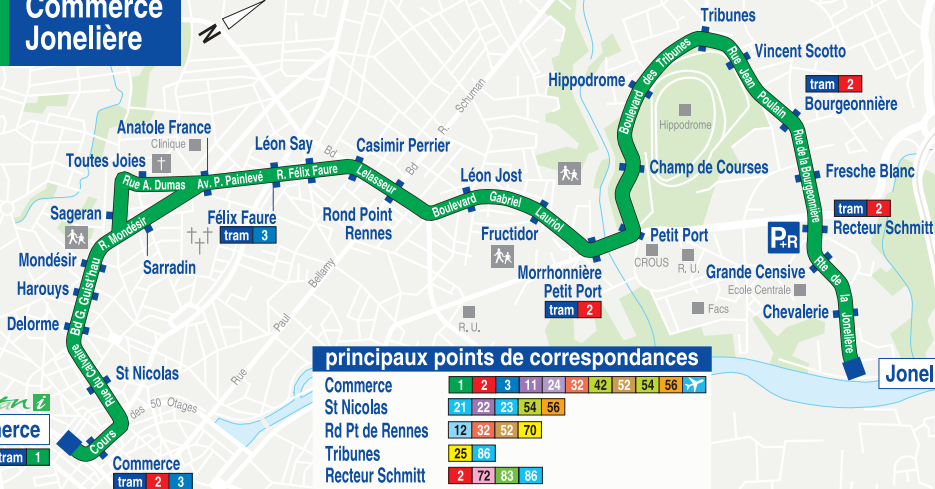 Commerce
Jonelière
N
Tribunes
Vincent Scotto
Hippodrome
Boulevard des Tribunes
Rue Jean Poulain
tram 2
Bourgeonnière
Hippodrome
R. Schuman
Bd
Anatole France
Clinique
Toutes Joies
Léon Say
Bd
Casimir Perrier
Rue A. Dumas
Av. P. Painlevé
R. Félix Faure
Lelasseur
Léon Jost
Champ de Courses
Rue de la Bourgeonnière
Fresche Blanc
Sageran
R. Mondésir
Félix Faure
tram 3
Rond Point
Rennes
Boulevard Gabriel Lauriol
Fructidor
Petit Port
tram 2
Recteur Schmitt
P+R
Mondésir
Sarradin
CROUS
R. U.
Grande Censive
Ecole Centrale
Morrhonnière
Petit Port
tram 2
Harouys
Bd G. Guist'hau
Rue Paul Bellamy
R. U.
Facs
Chevalerie
Rte de la Jonelière
Delorme
Rue du Calvaire
St Nicolas
Jonel
Cours des 50 Otages
an i
merce
tram 1
Commerce
tram 2 3
principaux points de correspondances
Commerce 1 2 3 11 24 32 42 52 54 56
St Nicolas 21 22 23 54 56
Rd Pt de Rennes 12 32 52 70
Tribunes 25 86
Recteur Schmitt 2 72 83 86